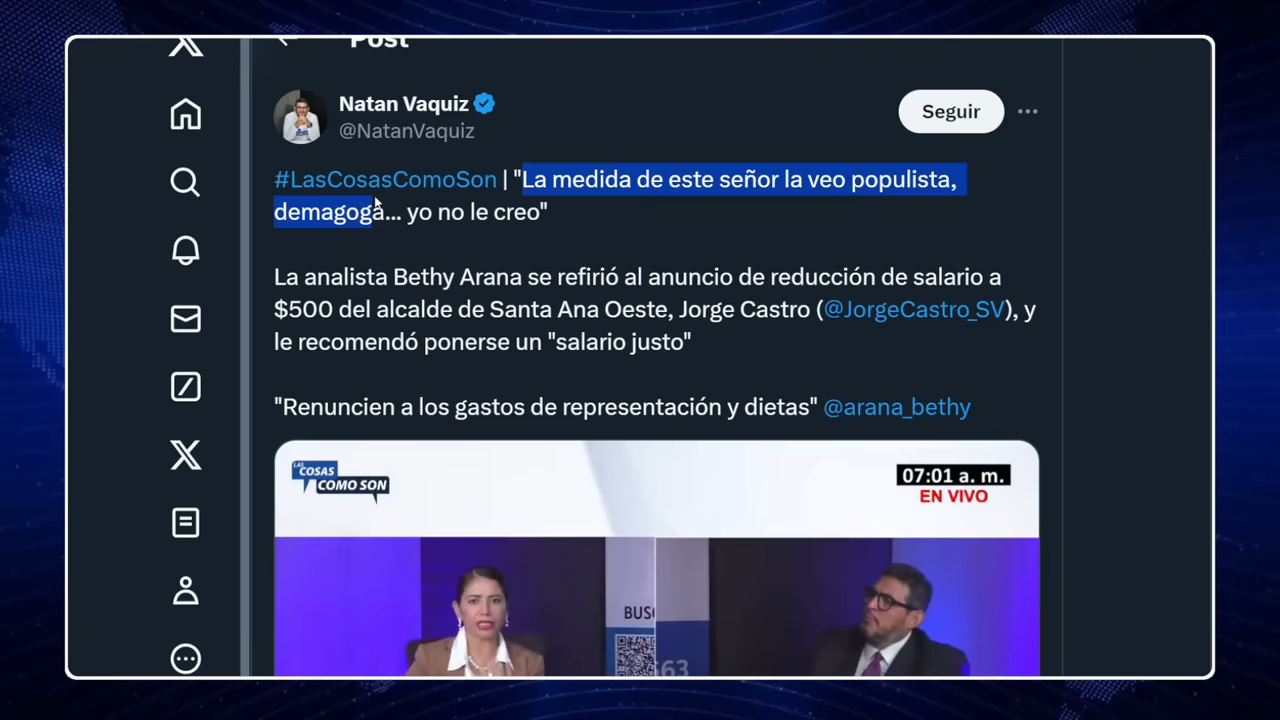 Post
Natan Vaquiz
@NatanVaquiz
Seguir
#LasCosasComoSon | "La medida de este señor la veo populista,
demagoga... yo no le creo"
La analista Bethy Arana se refirió al anuncio de reducción de salario a
$500 del alcalde de Santa Ana Oeste, Jorge Castro (@JorgeCastro_SV), y
le recomendó ponerse un "salario justo"
"Renuncien a los gastos de representación y dietas" @arana_bethy
LAS
COSAS
COMO SON
07:01 a. m.
EN VIVO
BUSC
563